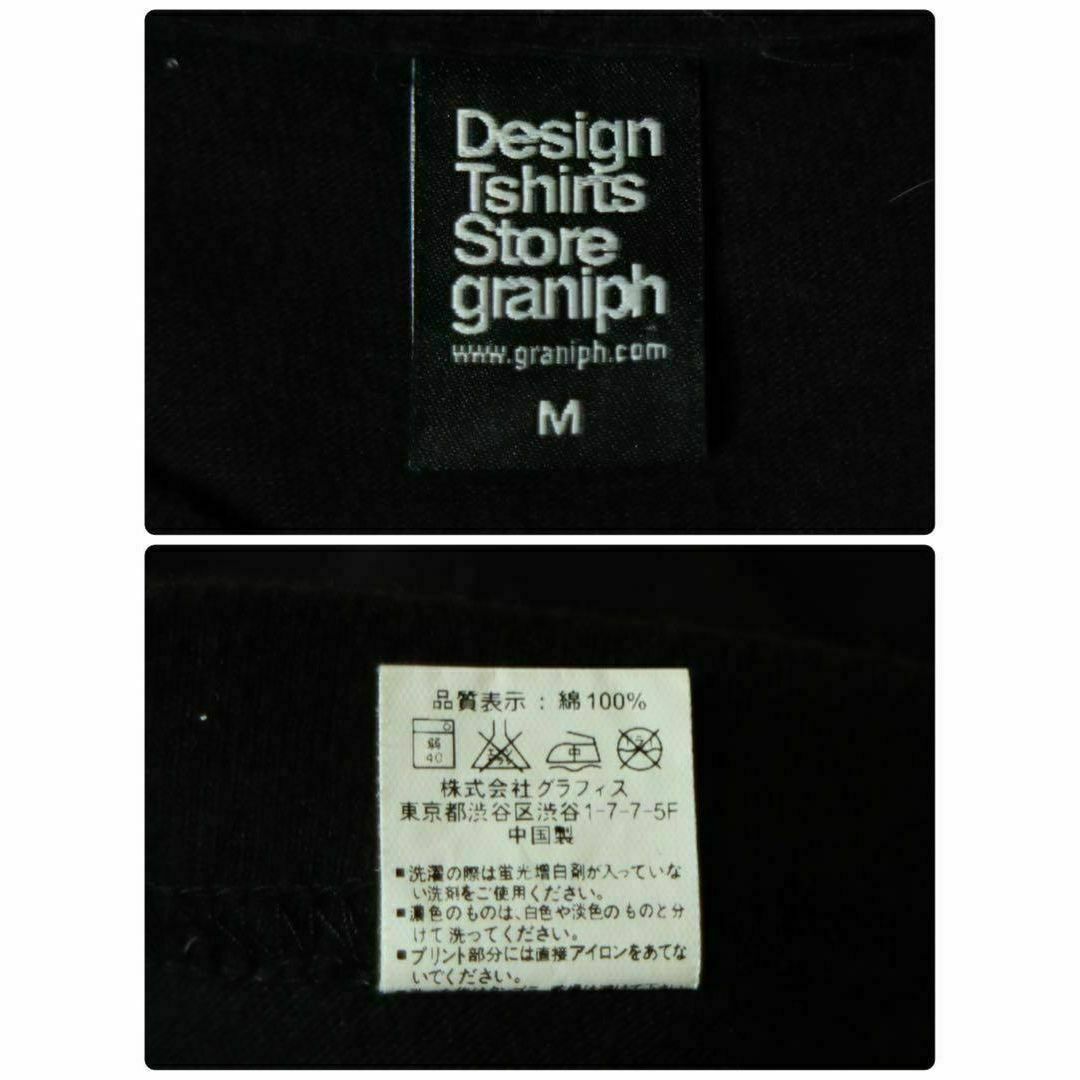 Design
Tshirts
Store
graniph
www.graniph.com
M
品質表示 : 綿100%
弱
40
中
株式会社グラフィス
東京都渋谷区渋谷1-7-7-5F
中国製
■洗濯の際は蛍光増白剤が入っていな
い洗剤をご使用ください。
■濃色のものは、白色や淡色のものと分
けて洗ってください。
■プリント部分には直接アイロンをあてな
いでください。